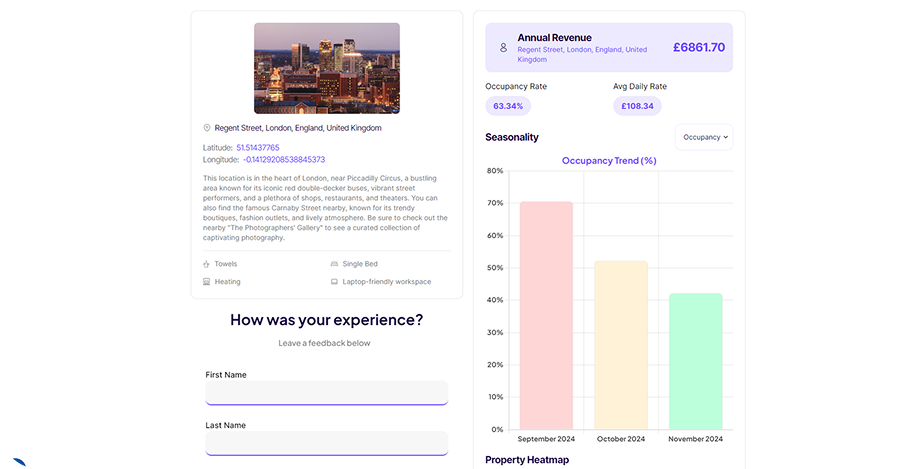 Regent Street, London, England, United Kingdom
Latitude: 51.51437765
Longitude: -0.14129208538845373
This location is in the heart of London, near Piccadilly Circus, a bustling
area known for its iconic red double-decker buses, vibrant street
performers, and a plethora of shops, restaurants, and theaters. You can
also find the famous Carnaby Street nearby, known for its trendy
boutiques, fashion outlets, and lively atmosphere. Be sure to check out the
nearby "The Photographers' Gallery" to see a curated collection of
captivating photography.
Towels
Single Bed
Heating
Laptop-friendly workspace
How was your experience?
Leave a feedback below
First Name
Last Name
Annual Revenue
Regent Street, London, England, United
Kingdom
£6861.70
Occupancy Rate
Avg Daily Rate
63.34%
£108.34
Seasonality
Occupancy
Occupancy Trend (%)
80%
70%
60%
50%
40%
30%
20%
10%
0%
September 2024
October 2024
November 2024
Property Heatmap